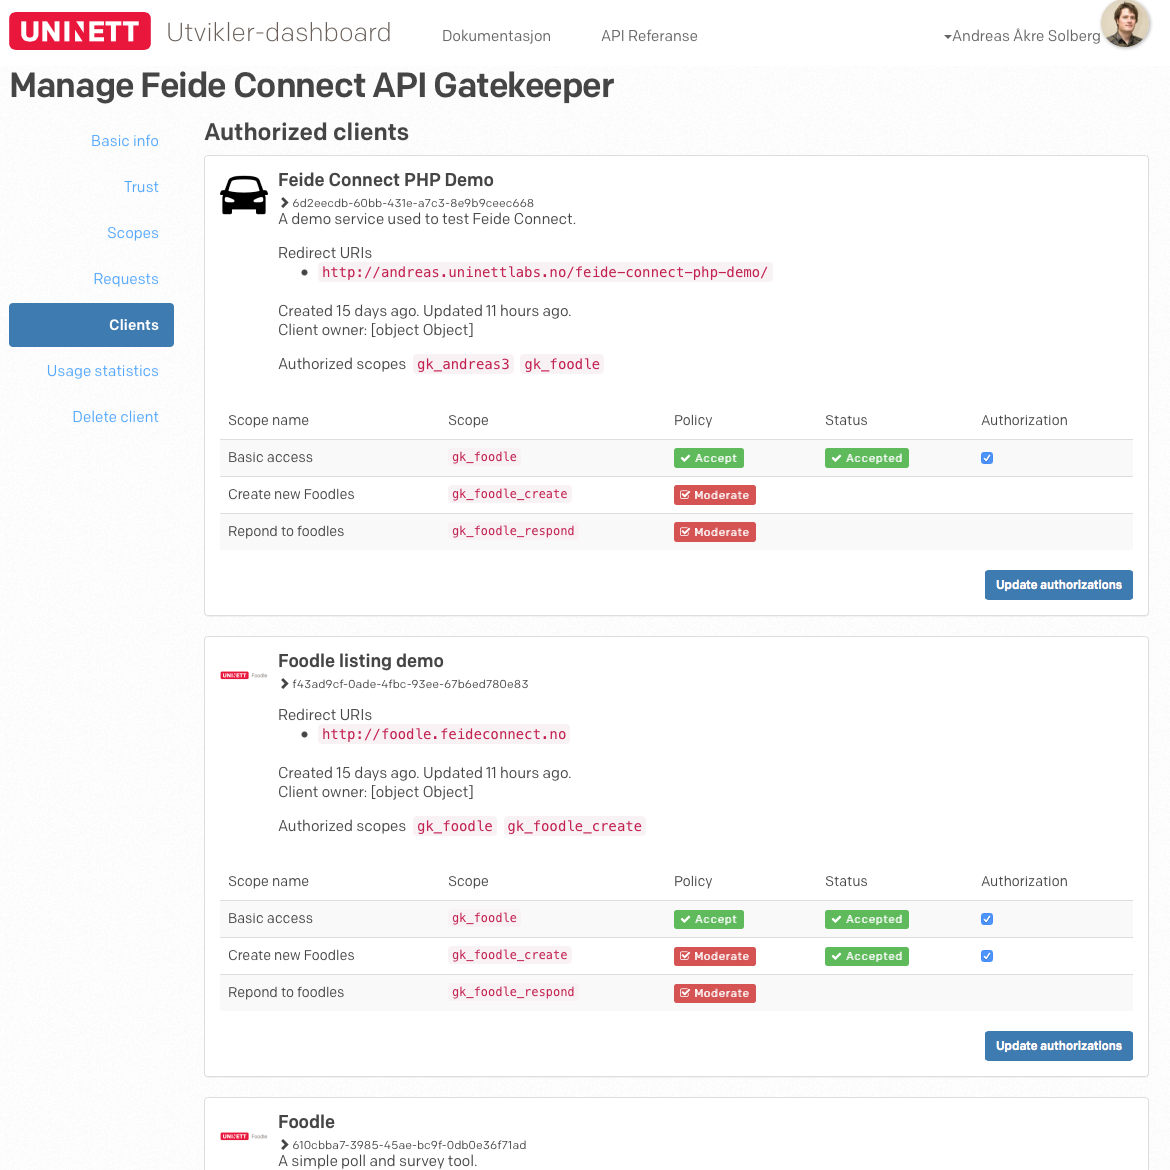 UNINETT Utvikler-dashboard Dokumentasjon API Referanse Andreas Åkre Solberg
Manage Feide Connect API Gatekeeper
Basic info
Trust
Scopes
Requests
Clients
Usage statistics
Delete client
Authorized clients
Feide Connect PHP Demo
6d2eecdb-60bb-431e-a7c3-8e9b9ceec668
A demo service used to test Feide Connect.
Redirect URIs
http://andreas.uninettlabs.no/feide-connect-php-demo/
Created 15 days ago. Updated 11 hours ago.
Client owner: [object Object]
Authorized scopes gk_andreas3 gk_foodle
Scope name Scope Policy Status Authorization
Basic access gk_foodle Accept Accepted
Create new Foodles gk_foodle_create Moderate
Repond to foodles gk_foodle_respond Moderate
Update authorizations
UNINETT Foodle
Foodle listing demo
f43ad9cf-0ade-4fbc-93ee-67b6ed780e83
Redirect URIs
http://foodle.feideconnect.no
Created 15 days ago. Updated 11 hours ago.
Client owner: [object Object]
Authorized scopes gk_foodle gk_foodle_create
Scope name Scope Policy Status Authorization
Basic access gk_foodle Accept Accepted
Create new Foodles gk_foodle_create Moderate Accepted
Repond to foodles gk_foodle_respond Moderate
Update authorizations
UNINETT Foodle
Foodle
610cbba7-3985-45ae-bc9f-0db0e36f71ad
A simple poll and survey tool.